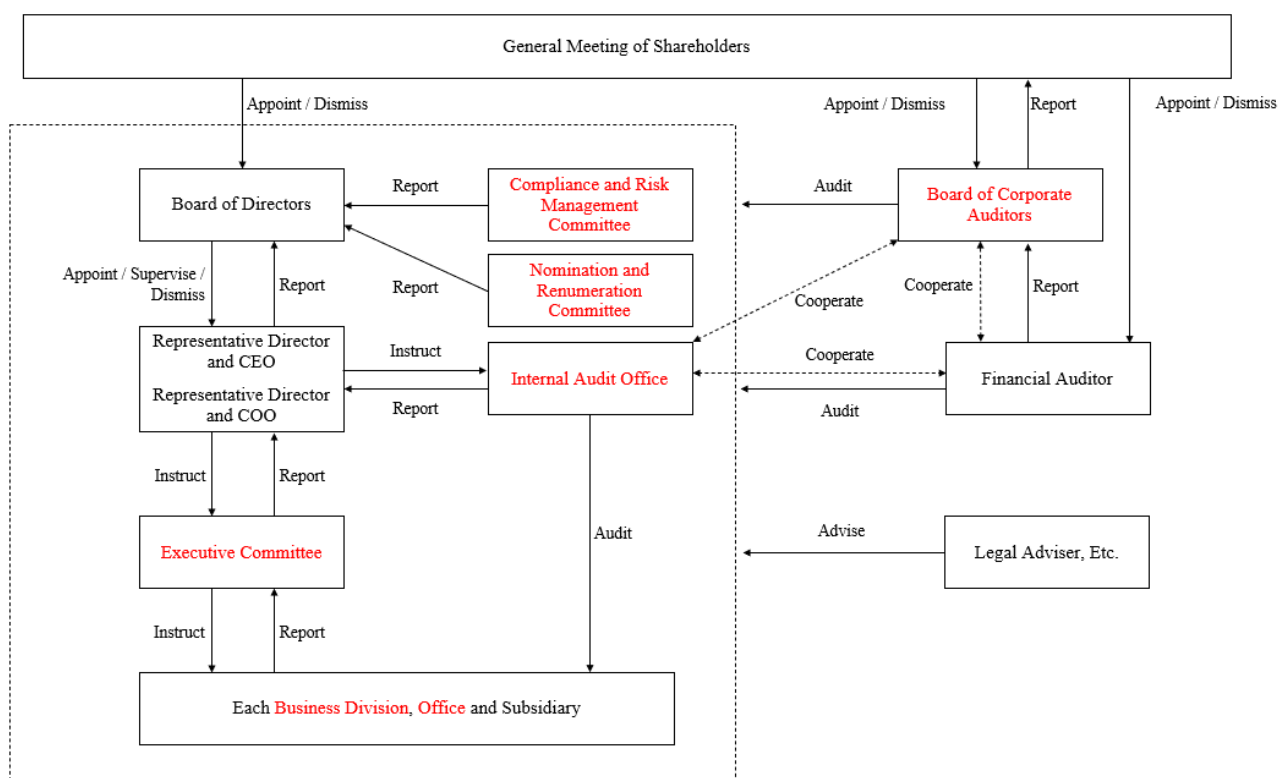 General Meeting of Shareholders
Appoint / Dismiss
Appoint / Dismiss
Report
Appoint / Dismiss
Board of Directors
Report
Compliance and Risk
Management
Committee
Audit
Board of Corporate
Auditors
Appoint / Supervise /
Dismiss
Report
Report
Nomination and
Renumeration
Committee
Cooperate
Cooperate
Report
Representative Director
and CEO
Representative Director
and COO
Instruct
Report
Internal Audit Office
Cooperate
Audit
Financial Auditor
Instruct
Report
Audit
Executive Committee
Advise
Legal Adviser, Etc.
Instruct
Report
Each Business Division, Office and Subsidiary